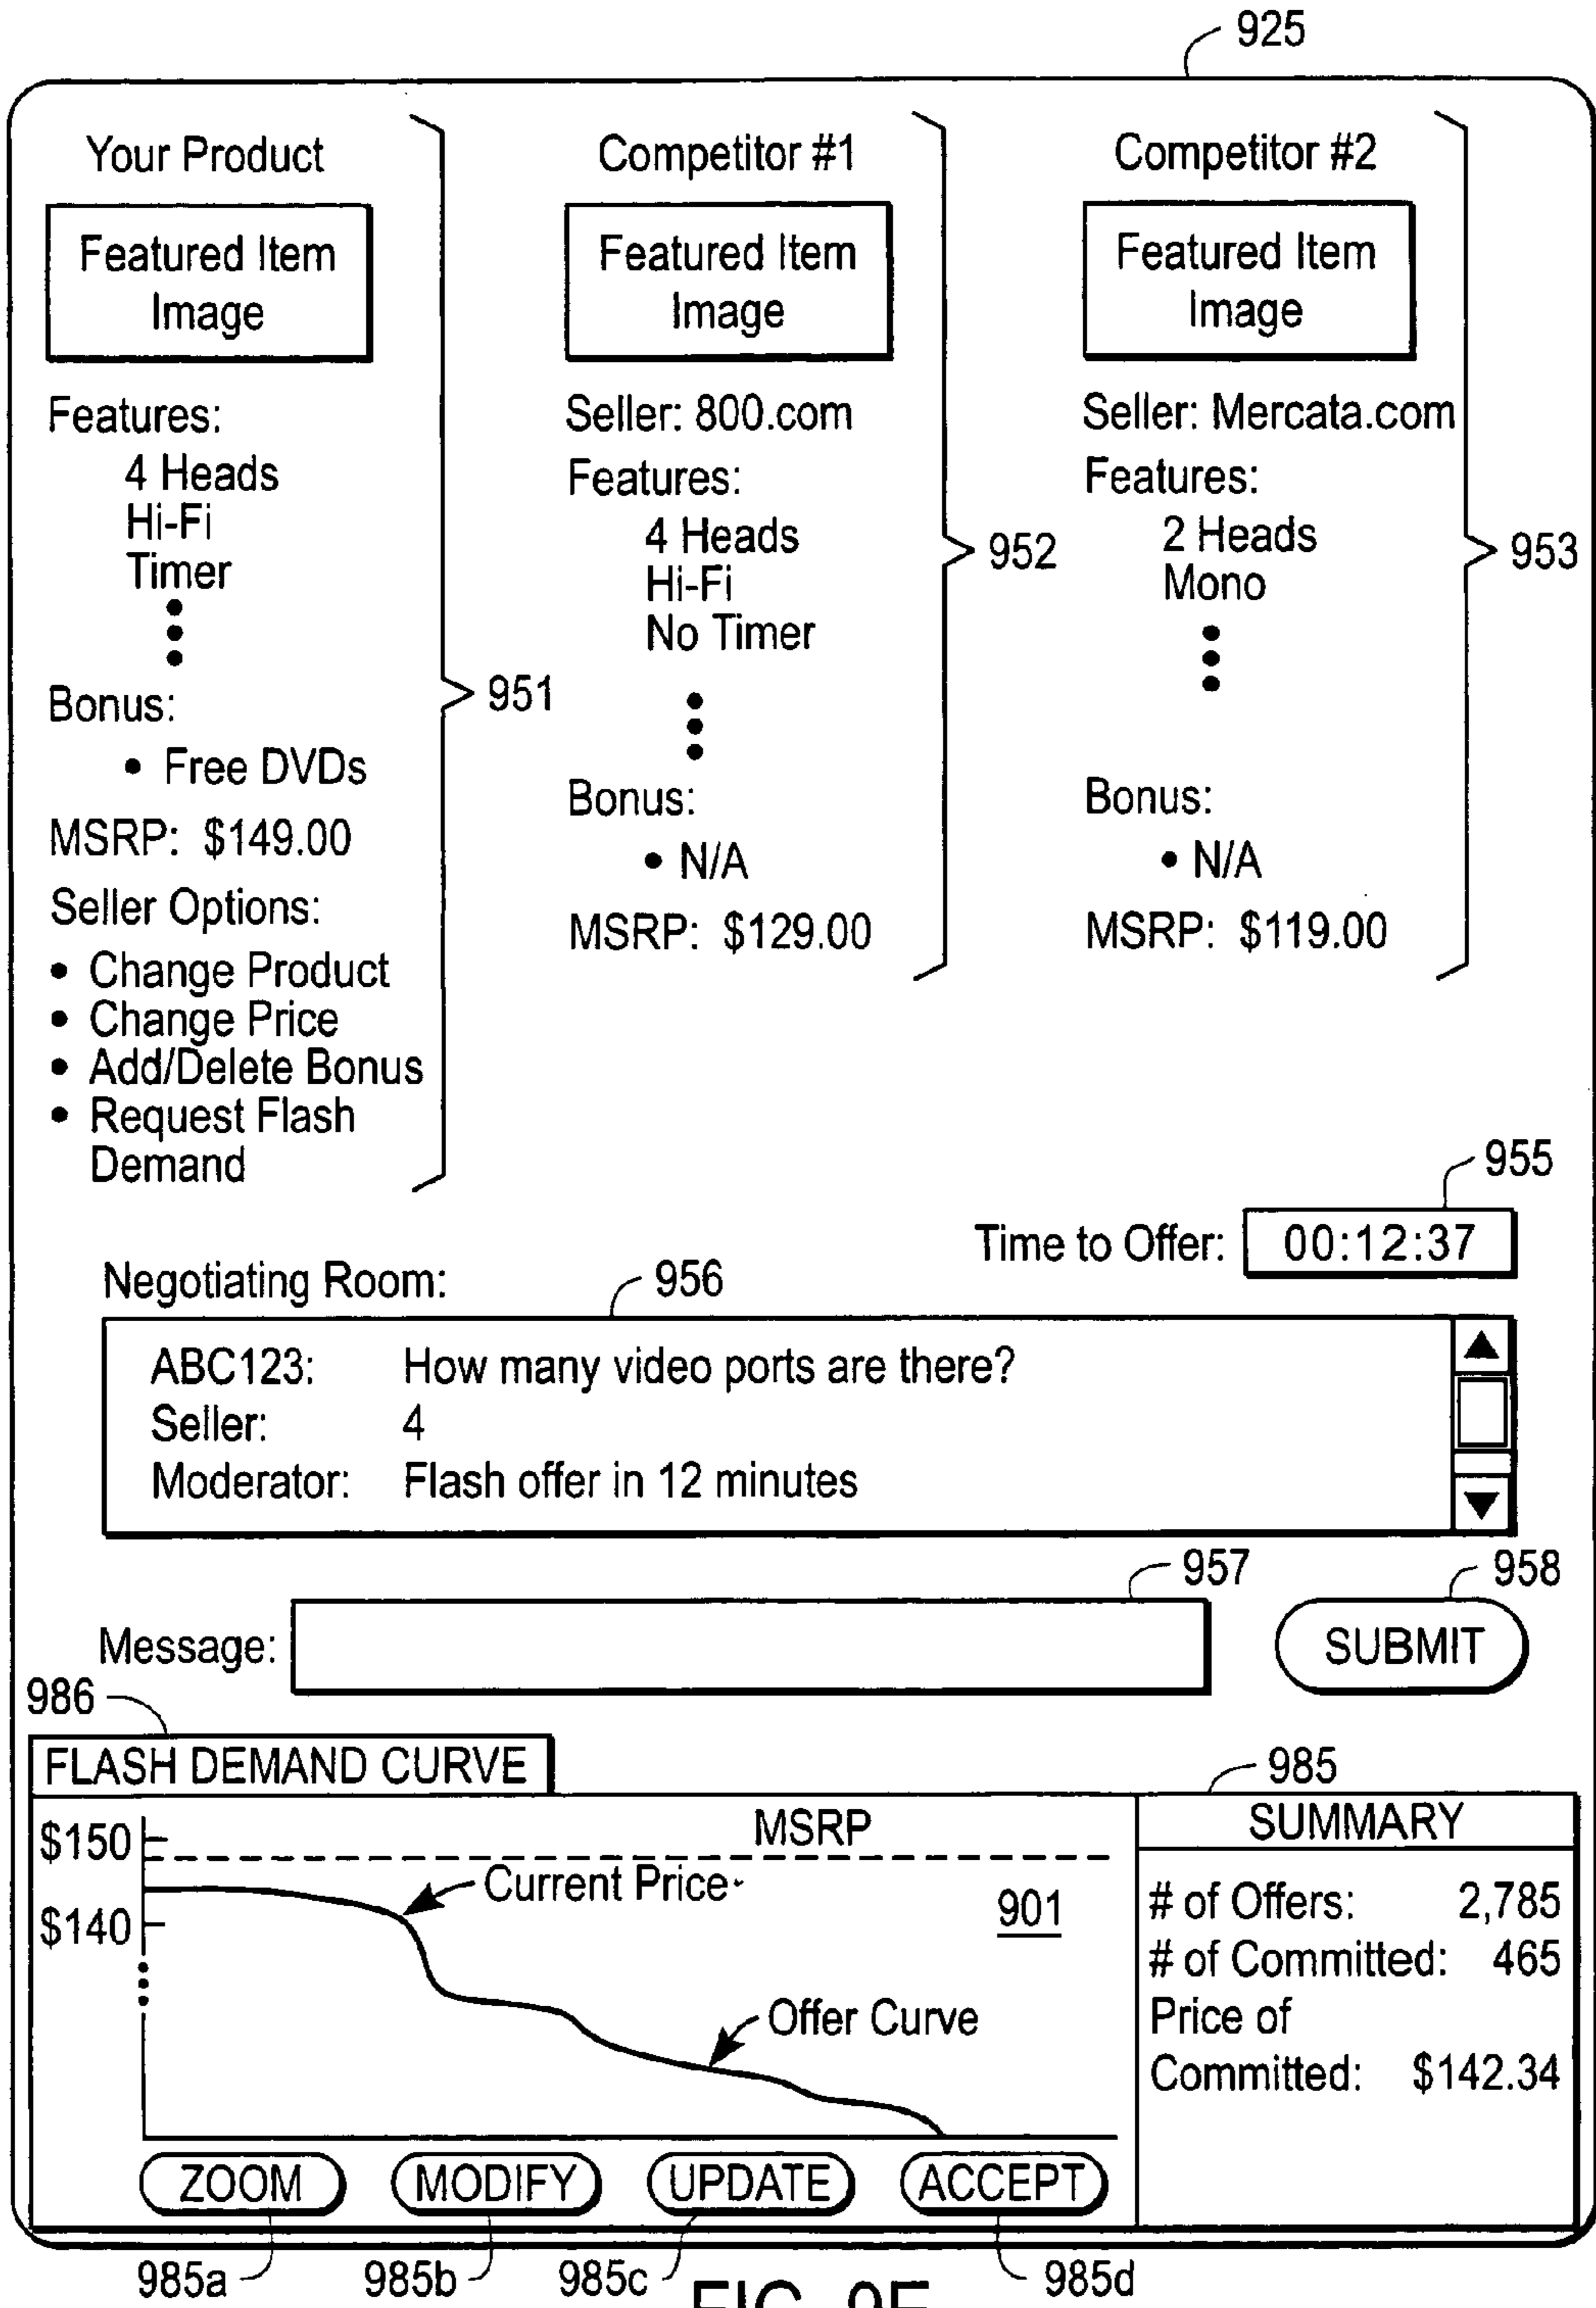 925
Your Product
Featured Item
Image
Features:
4 Heads
Hi-Fi
Timer
Bonus:
• Free DVDs
MSRP: $149.00
Seller Options:
• Change Product
• Change Price
• Add/Delete Bonus
• Request Flash
Demand
951
Competitor #1
Featured Item
Image
Seller: 800.com
Features:
4 Heads
Hi-Fi
No Timer
Bonus:
• N/A
MSRP: $129.00
952
Competitor #2
Featured Item
Image
Seller: Mercata.com
Features:
2 Heads
Mono
Bonus:
• N/A
MSRP: $119.00
953
955
Time to Offer: 00:12:37
Negotiating Room:
956
ABC123: How many video ports are there?
Seller: 4
Moderator: Flash offer in 12 minutes
957
958
Message:
SUBMIT
986
FLASH DEMAND CURVE
985
$150
MSRP
Current Price
$140
901
Offer Curve
SUMMARY
# of Offers: 2,785
# of Committed: 465
Price of
Committed: $142.34
ZOOM MODIFY UPDATE ACCEPT
985a 985b 985c 985d